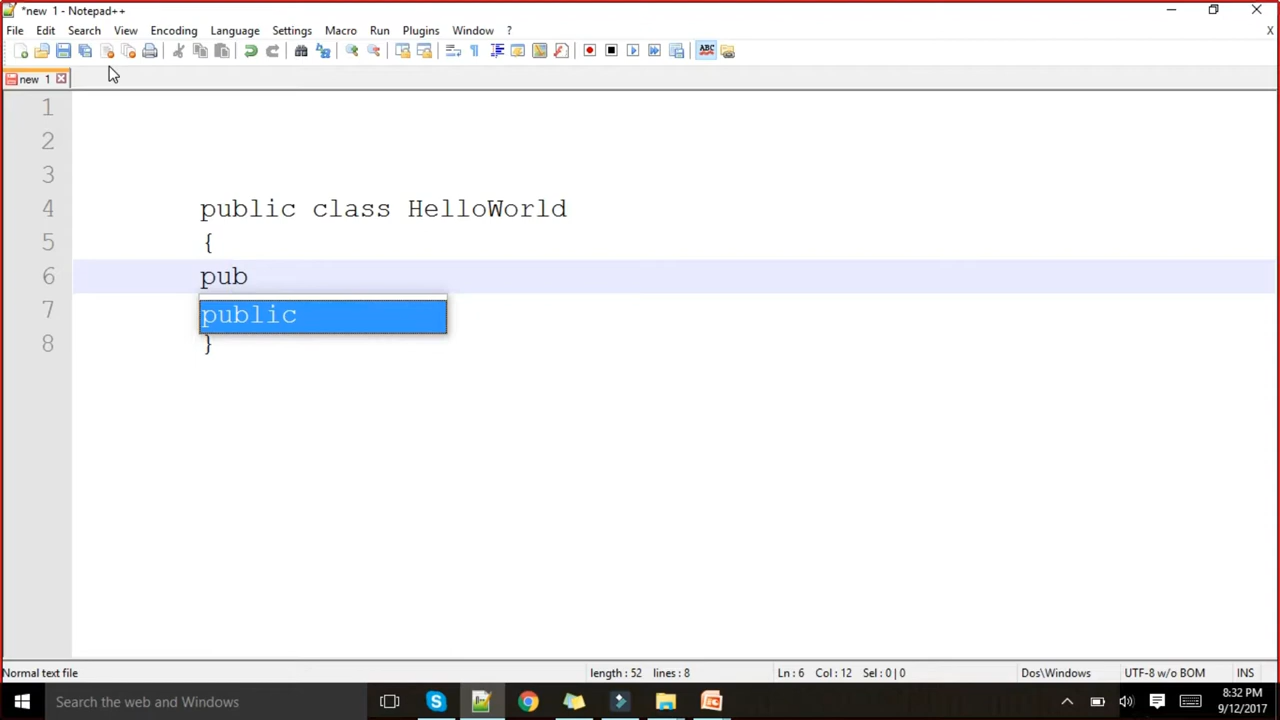 *new 1 - Notepad++
File Edit Search View Encoding Language Settings Macro Run Plugins Window ? X
ABC
new 1
1
2
3
4 public class HelloWorld
5 {
6 pub
7 public
8 }
Normal text file length : 52 lines : 8 Ln : 6 Col : 12 Sel : 0 | 0 Dos\Windows UTF-8 w/o BOM INS
Search the web and Windows
8:32 PM
9/12/2017